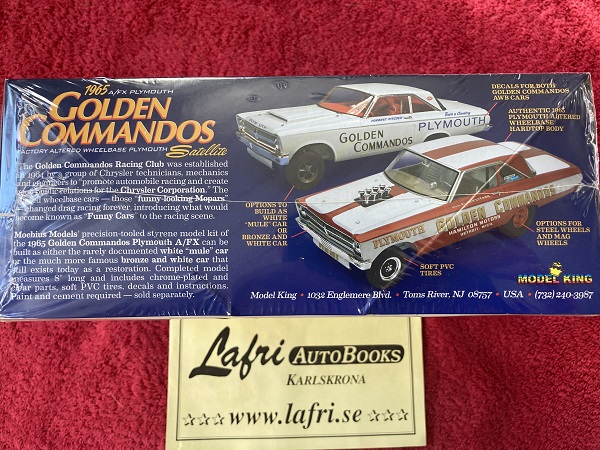 1965 A/FX PLYMOUTH
GOLDEN
COMMANDOS
FACTORY ALTERED WHEELBASE PLYMOUTH Satellite
The Golden Commandos Racing Club was established
in 1964 by a group of Chrysler technicians, mechanics
and engineers to "promote automobile racing and create
solutions for the Chrysler Corporation." The
altered wheelbase cars — those "funny-looking Mopars"
— changed drag racing forever, introducing what would
become known as "Funny Cars" to the racing scene.
Moebius Models' precision-tooled styrene model kit of
the 1965 Golden Commandos Plymouth A/FX can be
built as either the rarely documented white "mule" car
or the much more famous bronze and white car that
still exists today as a restoration. Completed model
measures 8" long and includes chrome-plated and
clear parts, soft PVC tires, decals and instructions.
Paint and cement required — sold separately.
DECALS FOR BOTH
GOLDEN COMMANDOS
AWB CARS
AUTHENTIC 1965
PLYMOUTH ALTERED
WHEELBASE
HARDTOP BODY
GOLDEN
COMMANDOS
PLYMOUTH
OPTIONS TO
BUILD AS
WHITE
"MULE" CAR
OR
BRONZE AND
WHITE CAR
PLYMOUTH
GOLDEN COMMANDOS
HAMILTON MOTORS
DETROIT, MICH.
OPTIONS FOR
STEEL WHEELS
AND MAG
WHEELS
SOFT PVC
TIRES
MODEL KING
Model King • 1032 Englemere Blvd. • Toms River, NJ 08757 • USA • (732) 240-3987
Lafri AUTOBOOKS
KARLSKRONA
www.lafri.se